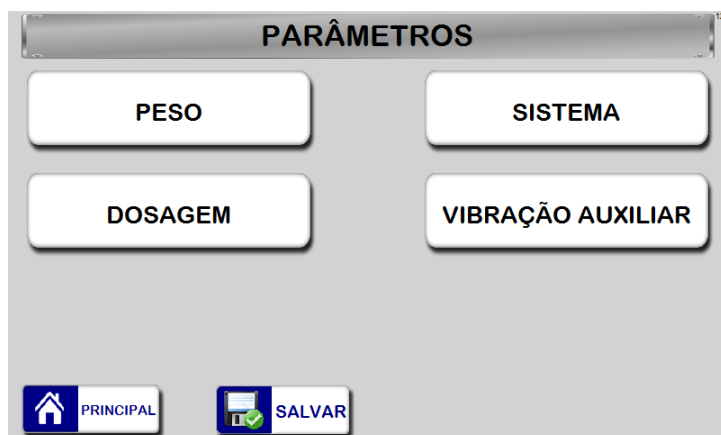 PARÂMETROS
PESO
SISTEMA
DOSAGEM
VIBRAÇÃO AUXILIAR
PRINCIPAL
SALVAR